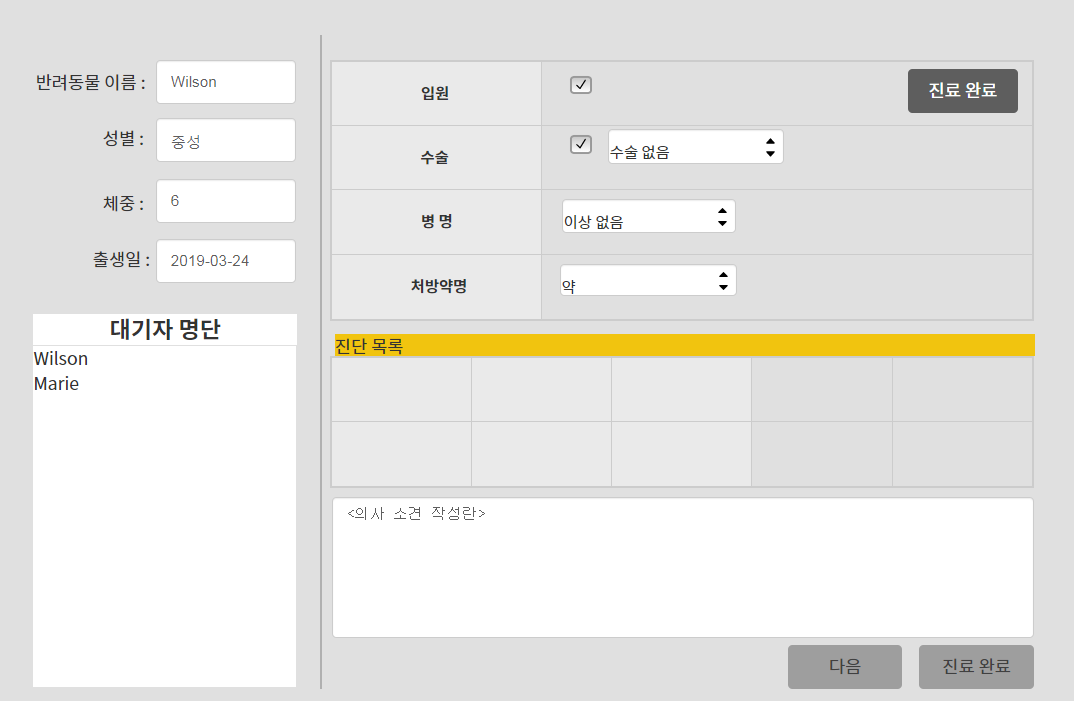 반려동물 이름 : Wilson
성별 : 중성
체중 : 6
출생일 : 2019-03-24
대기자 명단
Wilson
Marie
입원 진료 완료
수술 수술 없음
병 명 이상 없음
처방약명 약
진단 목록
<의사 소견 작성란>
다음 진료 완료